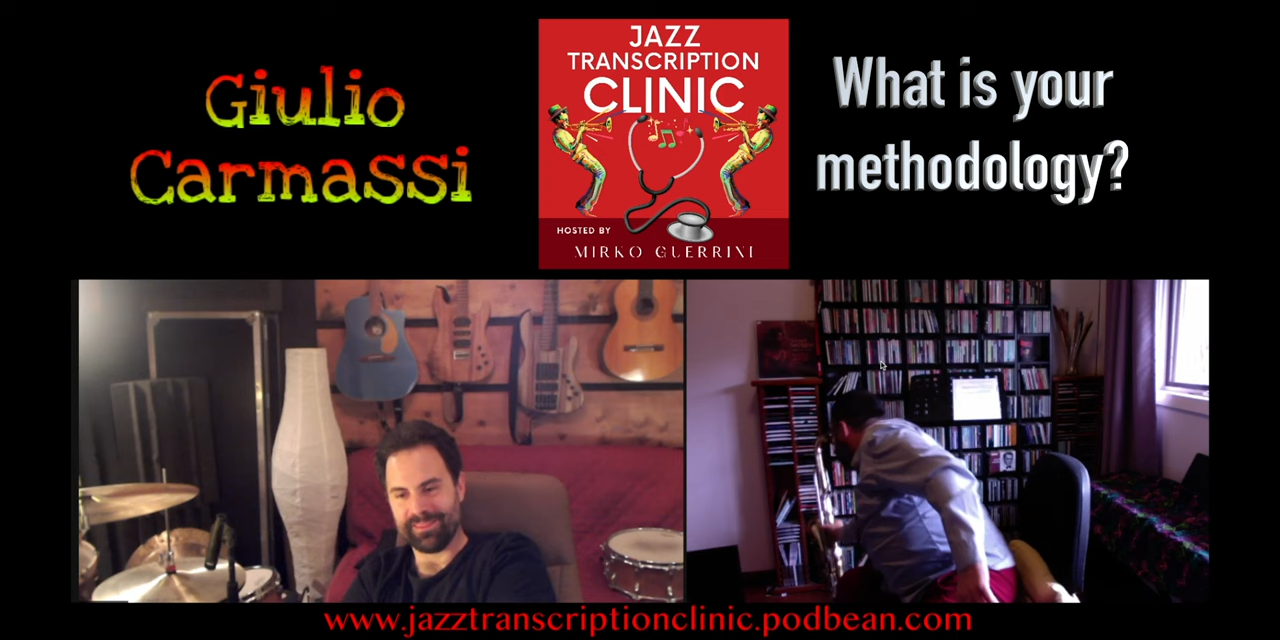 Giulio
Carmassi
JAZZ
TRANSCRIPTION
CLINIC
HOSTED BY
MIRKO GUERRINI
What is your
methodology?
www.jazztranscriptionclinic.podbean.com